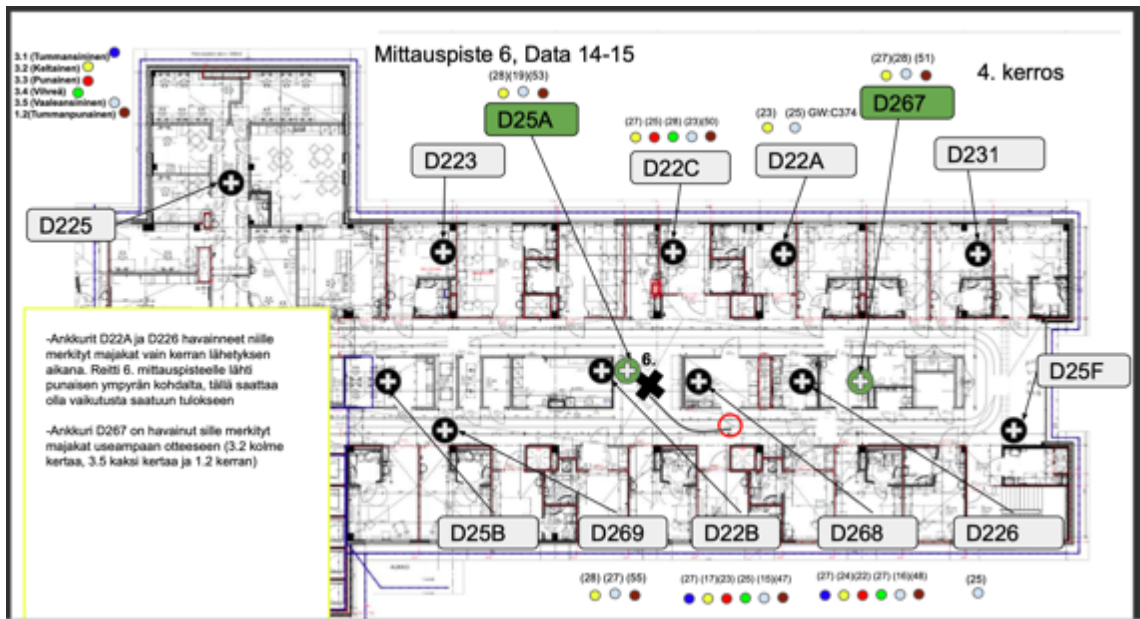 3.1 (Tummansininen)
3.2 (Keltainen)
3.3 (Punainen)
3.4 (Vihreä)
3.5 (Vaaleansininen)
1.2(Tummanpunainen)
Mittauspiste 6, Data 14-15
4. kerros
(28)(19)(53)
(27)(28) (51)
D25A
D267
(27) (25) (28) (23)(50)
(23) (25) GW:C374
D223
D22C
D22A
D231
D225
-Ankkurit D22A ja D226 havainneet niille
merkityt majakat vain kerran lähetyksen
aikana. Reitti 6. mittauspisteelle lähti
punaisen ympyrän kohdalta, tällä saattaa
olla vaikutusta saatuun tulokseen
-Ankkuri D267 on havainut sille merkityt
majakat useampaan otteeseen (3.2 kolme
kertaa, 3.5 kaksi kertaa ja 1.2 kerran)
6.
D25F
D25B
D269
D22B
D268
D226
(28) (27) (55)
(27) (17)(23) (25) (15)(47)
(27) (24)(22) (27) (16)(48)
(25)